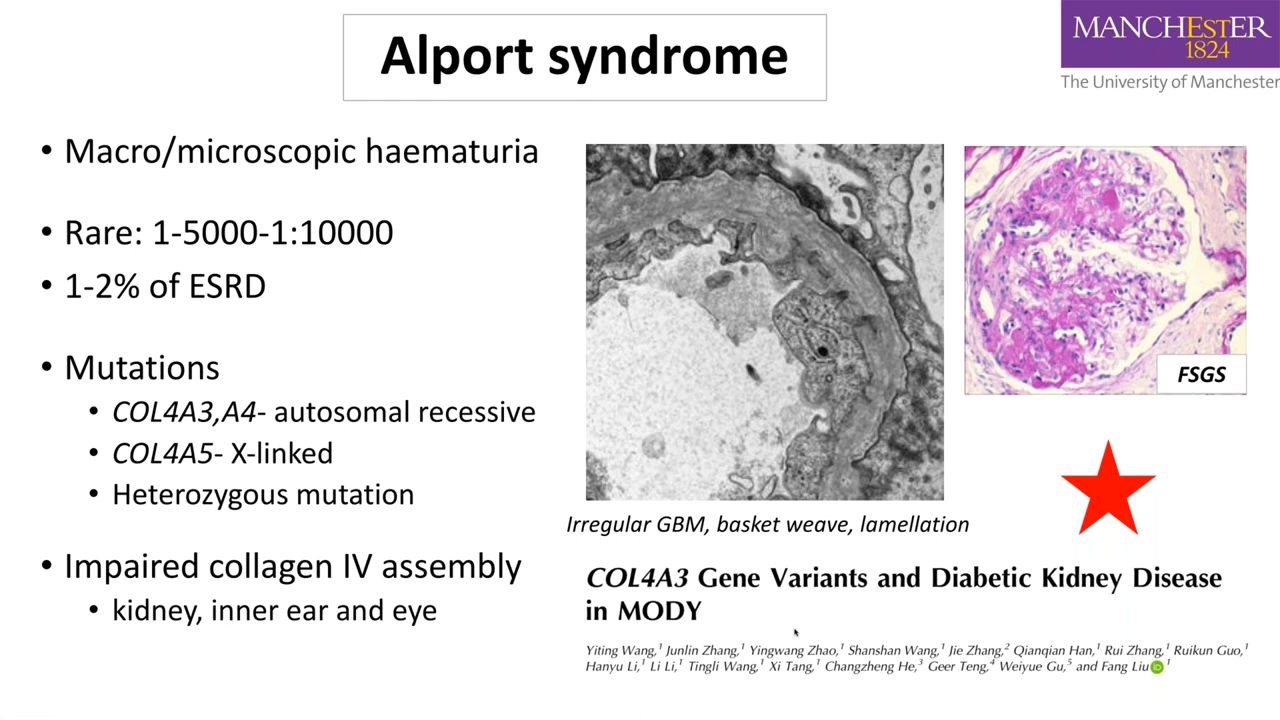 Alport syndrome
MANCHESTER
1824
The University of Manchester
• Macro/microscopic haematuria
• Rare: 1-5000-1:10000
• 1-2% of ESRD
• Mutations
• COL4A3,A4- autosomal recessive
• COL4A5- X-linked
• Heterozygous mutation
• Impaired collagen IV assembly
• kidney, inner ear and eye
FSGS
Irregular GBM, basket weave, lamellation
COL4A3 Gene Variants and Diabetic Kidney Disease
in MODY
Yiting Wang,¹ Junlin Zhang,¹ Yingwang Zhao,¹ Shanshan Wang,¹ Jie Zhang,² Qianqian Han,¹ Rui Zhang,¹ Ruikun Guo,¹
Hanyu Li,¹ Li Li,¹ Tingli Wang,¹ Xi Tang,¹ Changzheng He,³ Geer Teng,⁴ Weiyue Gu,⁵ and Fang Liu iD ¹